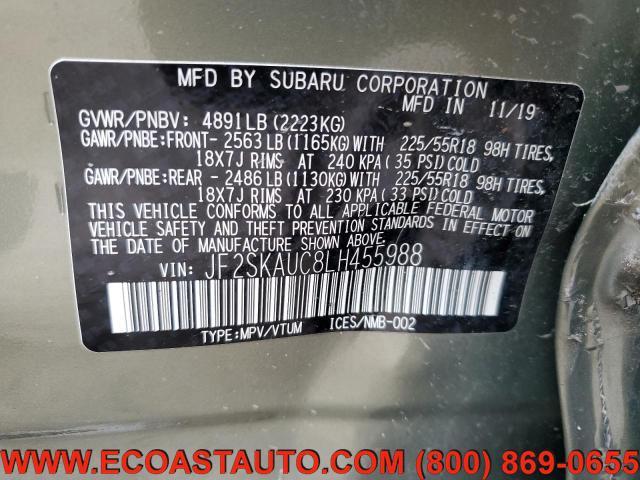 MFD BY SUBARU CORPORATION
MFD IN 11/19
GVWR/PNBV: 4891LB (2223KG)
GAWR/PNBE:FRONT- 2563LB (1165KG)WITH 225/55R18 98H TIRES,
18X7J RIMS AT 240 KPA (35 PSI)COLD
GAWR/PNBE:REAR - 2486LB (1130KG)WITH 225/55R18 98H TIRES,
18X7J RIMS AT 230 KPA (33 PSI)COLD
THIS VEHICLE CONFORMS TO ALL APPLICABLE FEDERAL MOTOR
VEHICLE SAFETY AND THEFT PREVENTION STANDARDS IN EFFECT ON
THE DATE OF MANUFACTURE SHOWN ABOVE.
VIN: JF2SKAUC8LH455988
TYPE:MPV/VTUM ICES/NMB-002
WWW.ECOASTAUTO.COM (800) 869-0655